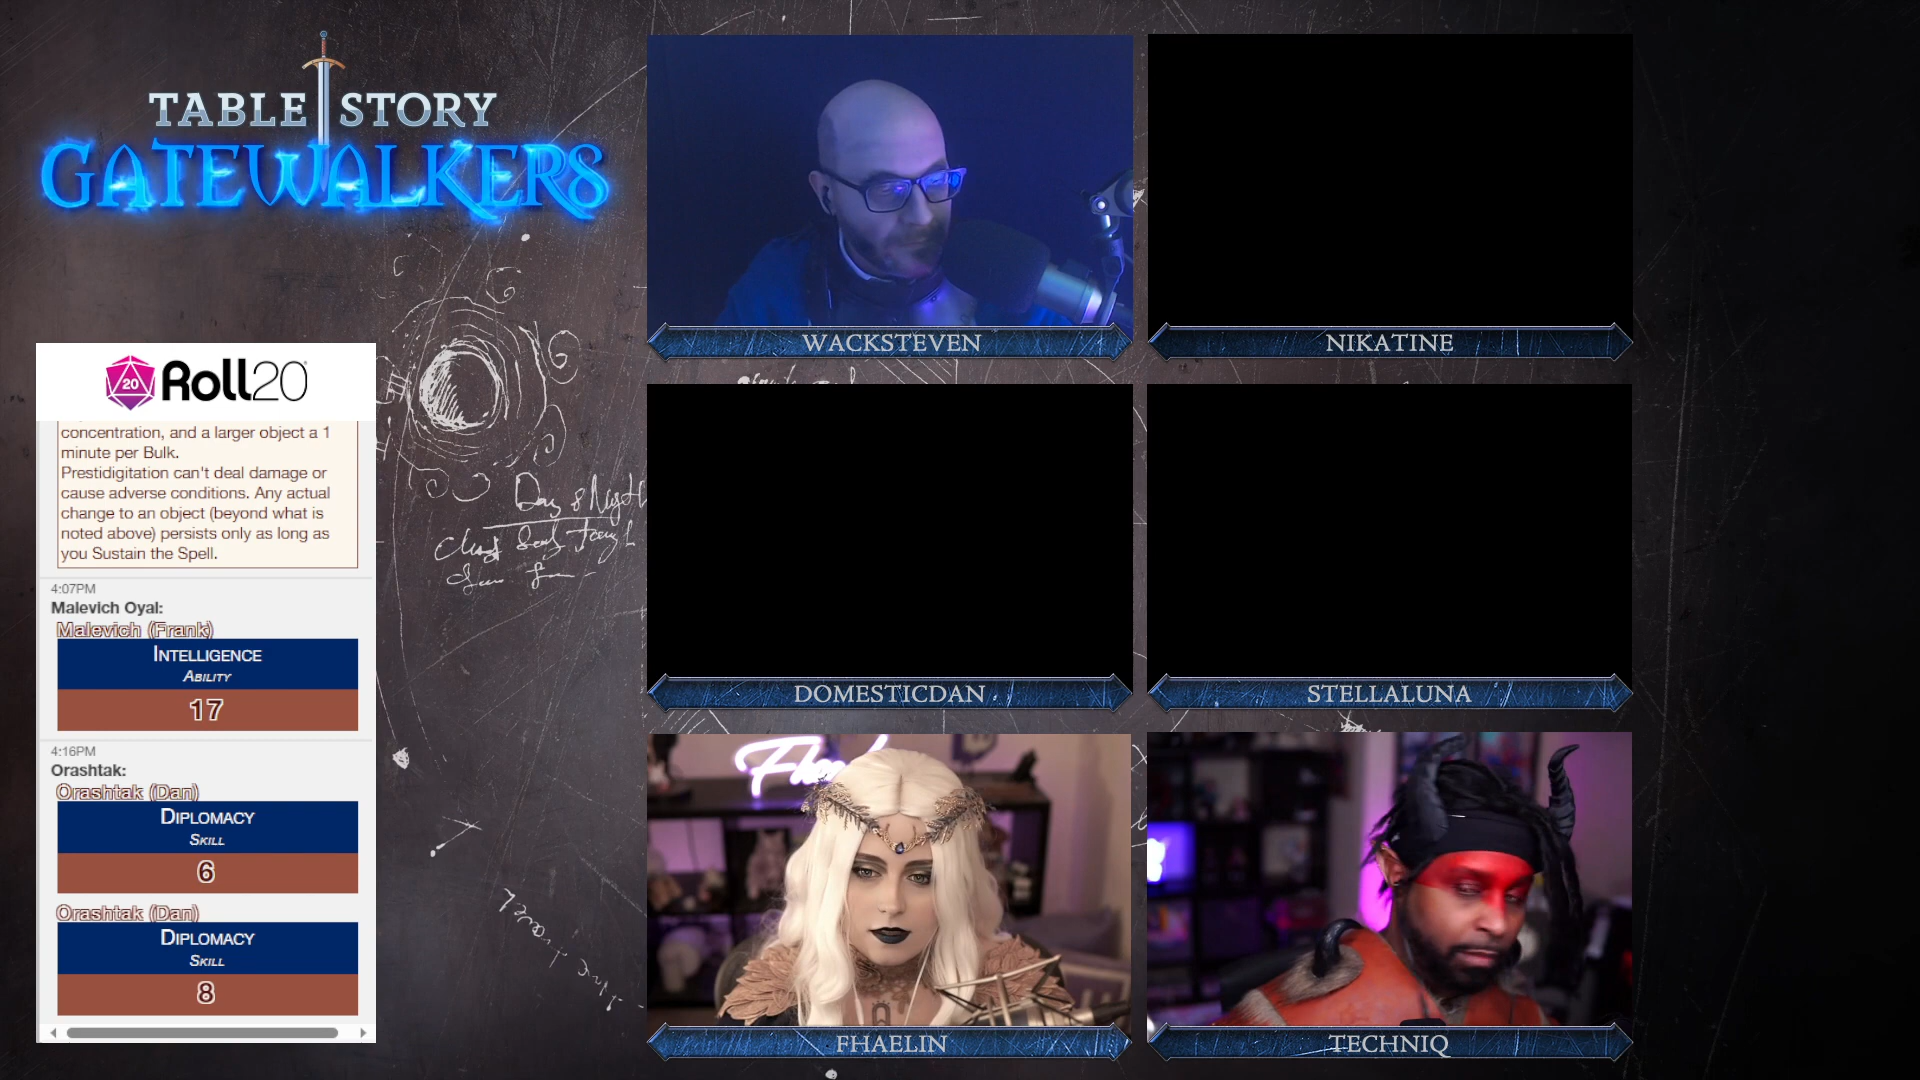 TABLE STORY
GATEWALKERS
WACKSTEVEN
NIKATINE
20 Roll20
concentration, and a larger object a 1
minute per Bulk.
Prestidigitation can't deal damage or
cause adverse conditions. Any actual
change to an object (beyond what is
noted above) persists only as long as
you Sustain the Spell.
4:07PM
Malevich Oyal:
Malevich (Frank)
INTELLIGENCE
ABILITY
17
4:16PM
Orashtak:
Orashtak (Dan)
DIPLOMACY
SKILL
6
Orashtak (Dan)
DIPLOMACY
SKILL
8
Day & Night
DOMESTICDAN
STELLALUNA
FHAELIN
TECHNIQ